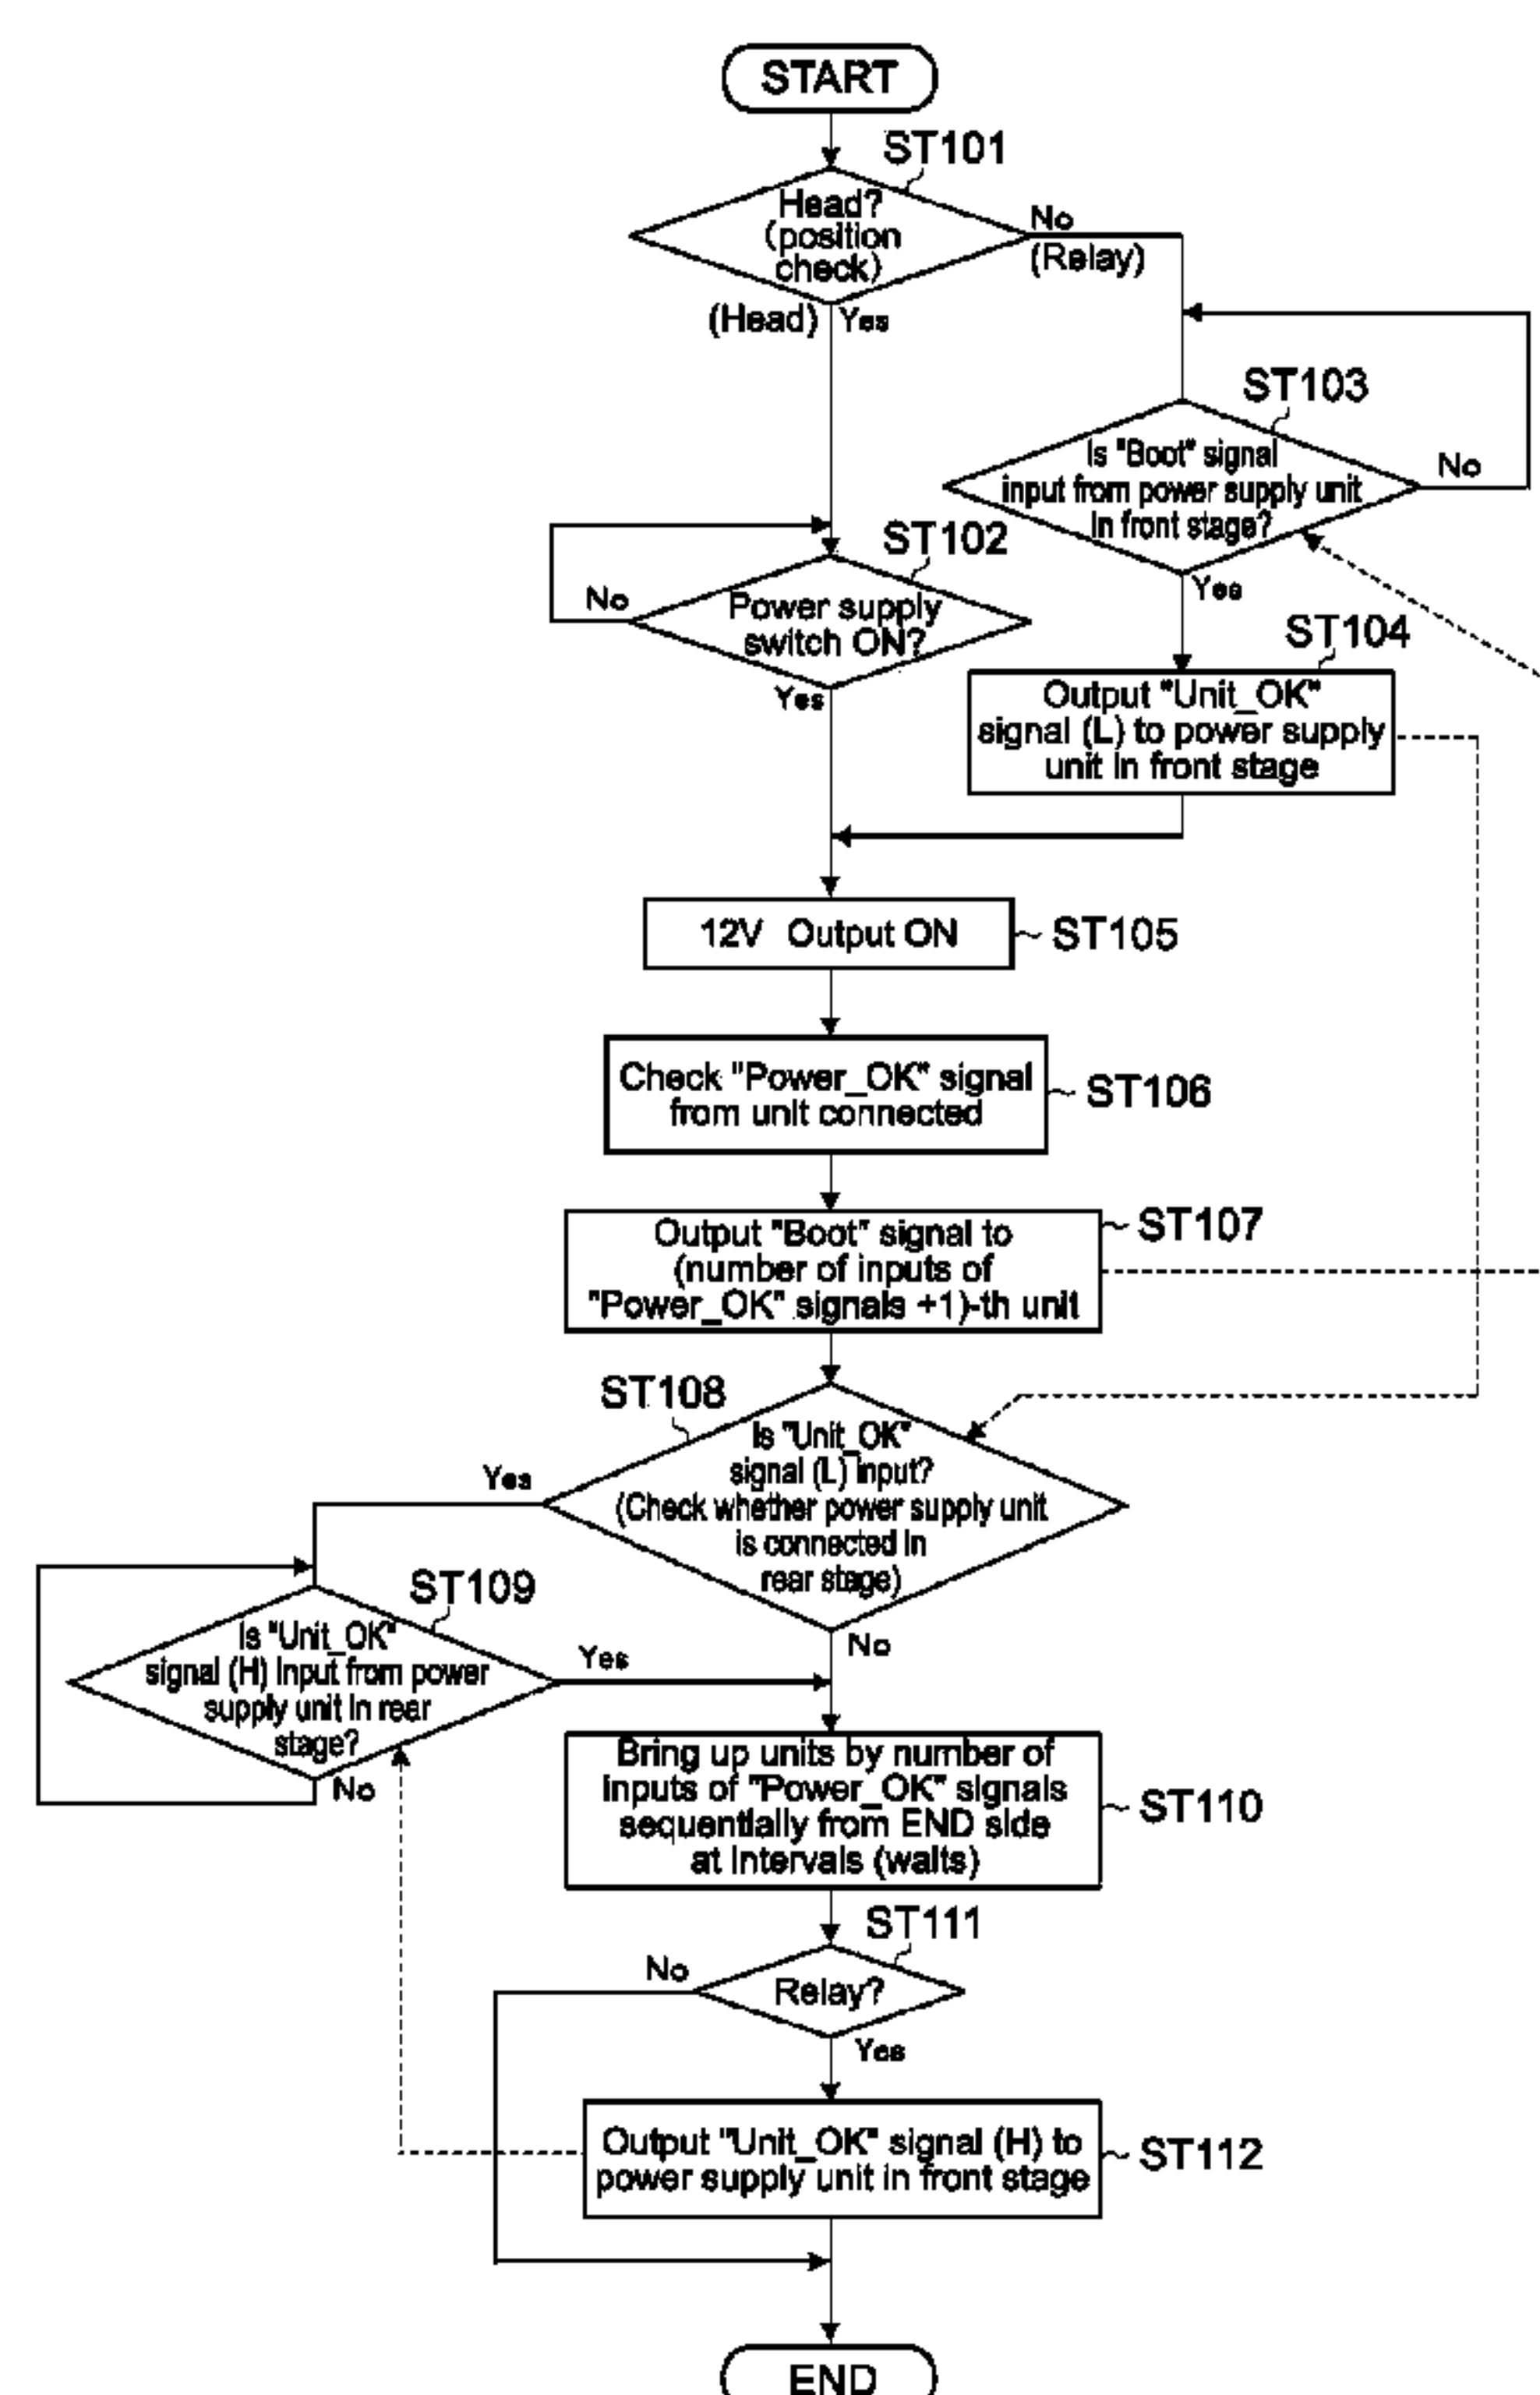 START
ST101
Head?
(position
check)
No
(Relay)
(Head)
Yes
ST103
Is "Boot" signal
input from power supply unit
in front stage?
No
Yes
ST102
Power supply
switch ON?
No
Yes
ST104
Output "Unit_OK"
signal (L) to power supply
unit in front stage
12V Output ON
ST105
Check "Power_OK" signal
from unit connected
ST106
Output "Boot" signal to
(number of inputs of
"Power_OK" signals +1)-th unit
ST107
ST108
Is "Unit_OK"
signal (L) input?
(Check whether power supply unit
is connected in
rear stage)
Yes
No
ST109
Is "Unit_OK"
signal (H) input from power
supply unit in rear
stage?
Yes
No
Bring up units by number of
inputs of "Power_OK" signals
sequentially from END side
at intervals (waits)
ST110
ST111
Relay?
No
Yes
Output "Unit_OK" signal (H) to
power supply unit in front stage
ST112
END